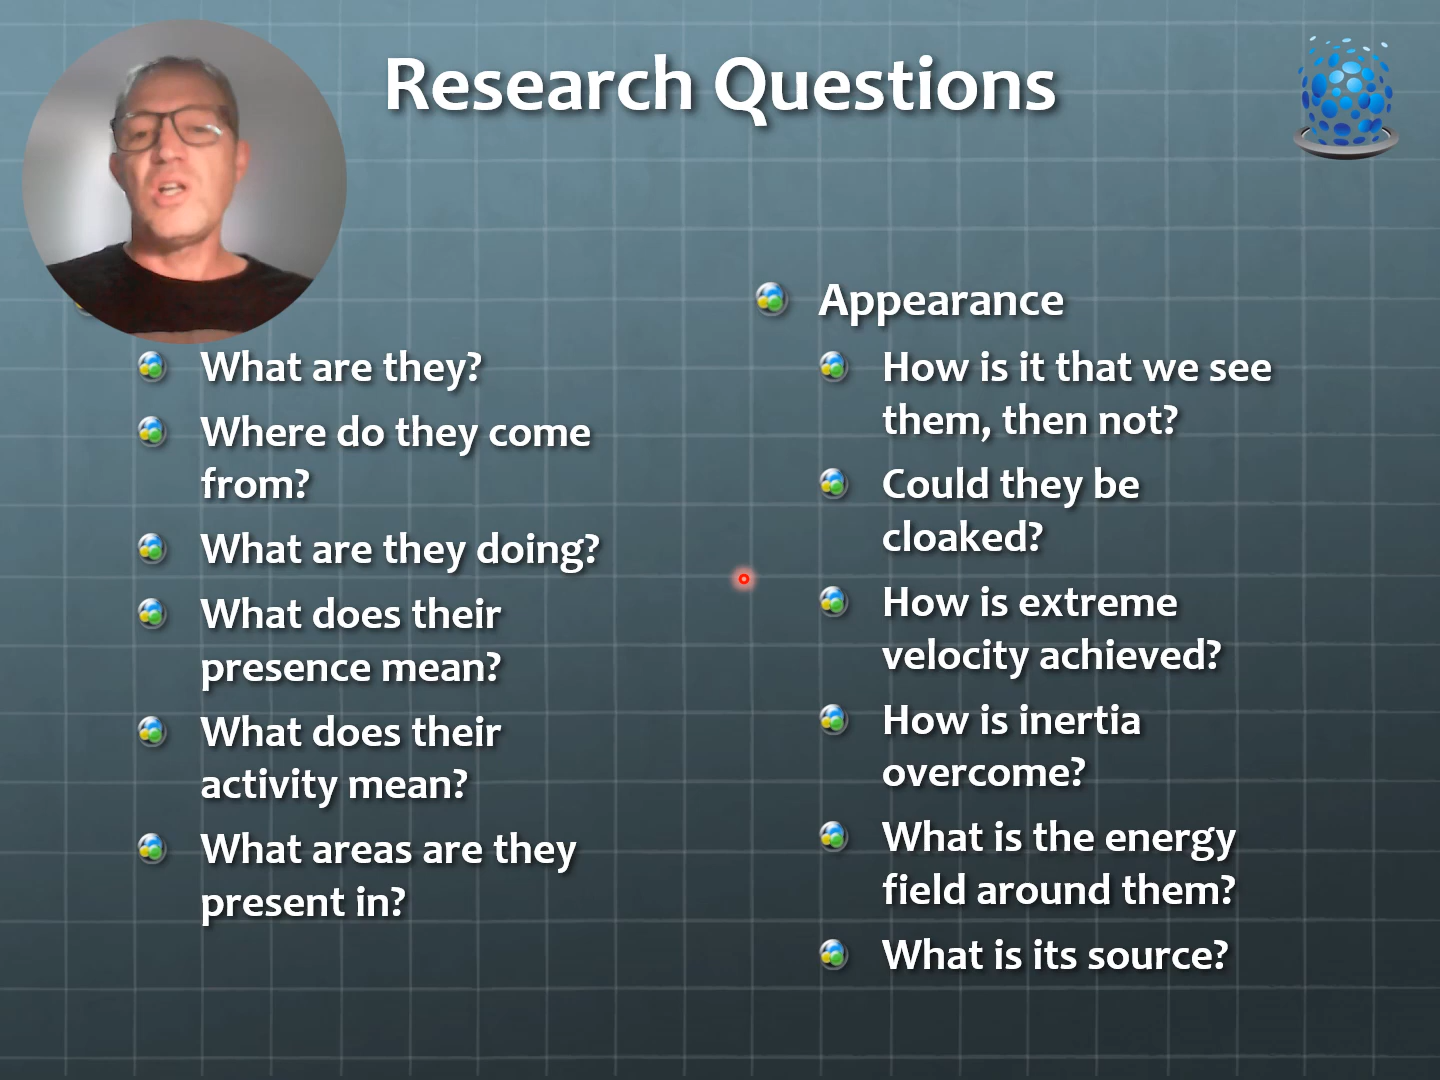 Research Questions
What are they?
Where do they come
from?
What are they doing?
What does their
presence mean?
What does their
activity mean?
What areas are they
present in?
Appearance
How is it that we see
them, then not?
Could they be
cloaked?
How is extreme
velocity achieved?
How is inertia
overcome?
What is the energy
field around them?
What is its source?